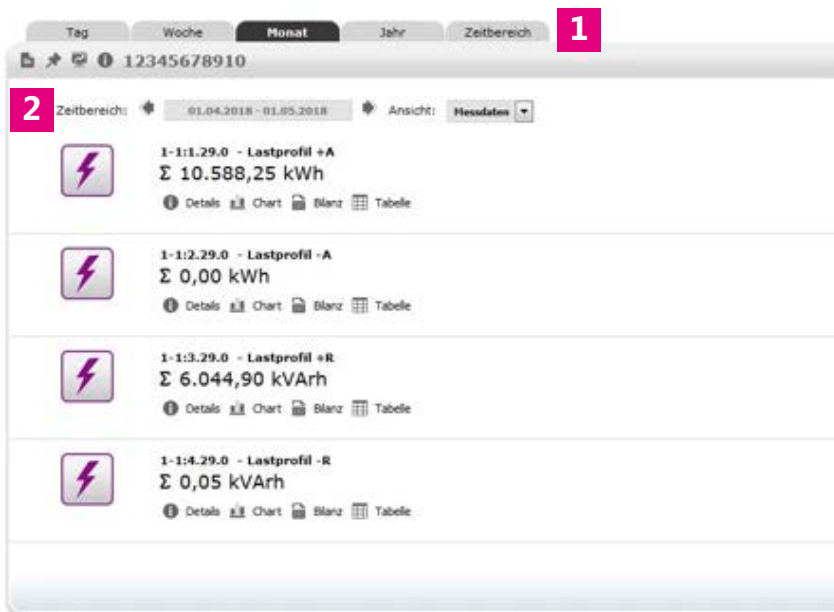 Tag Woche Monat Jahr Zeitbereich 1
12345678910
2 Zeitbereich: 01.04.2018 - 01.05.2018 Ansicht: Messdaten
1-1:1.29.0 - Lastprofil +A
Σ 10.588,25 kWh
Details Chart Bilanz Tabelle
1-1:2.29.0 - Lastprofil -A
Σ 0,00 kWh
Details Chart Bilanz Tabelle
1-1:3.29.0 - Lastprofil +R
Σ 6.044,90 kVArh
Details Chart Bilanz Tabelle
1-1:4.29.0 - Lastprofil -R
Σ 0,05 kVArh
Details Chart Bilanz Tabelle